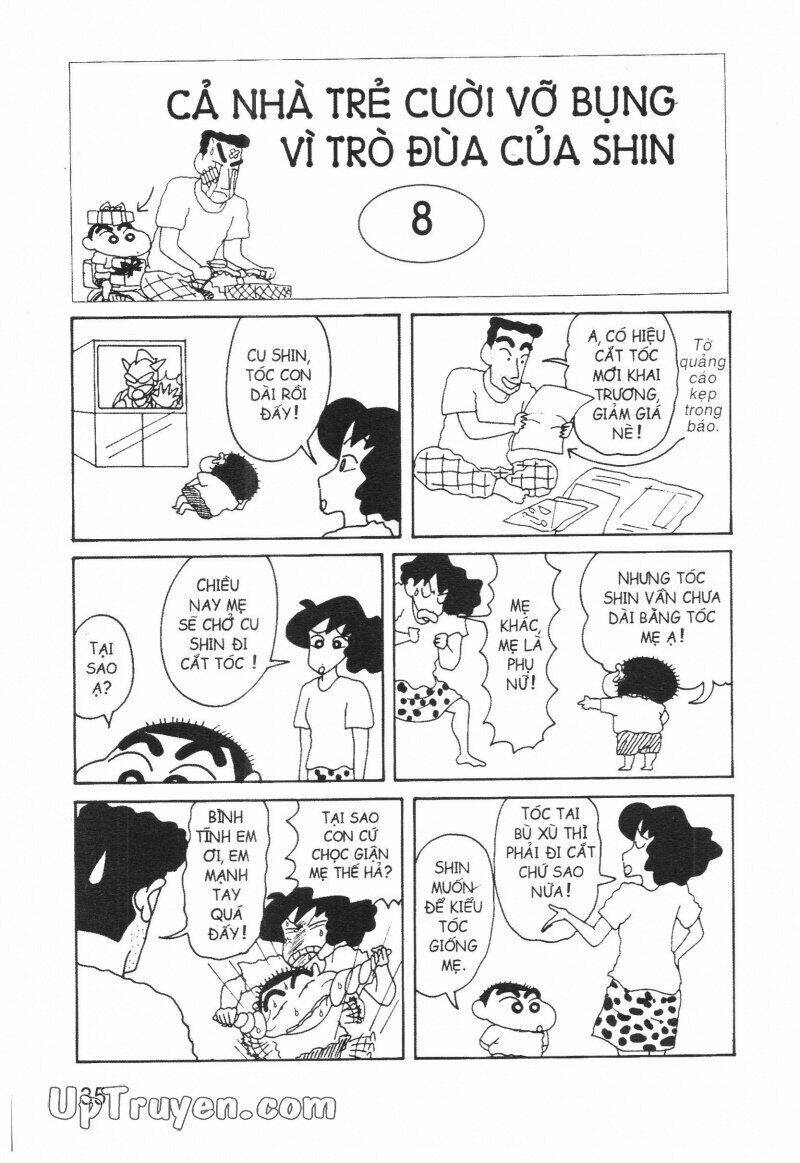 CẢ NHÀ TRẺ CƯỜI VỠ BỤNG
VÌ TRÒ ĐÙA CỦA SHIN
8
A, CÓ HIỆU
CẮT TÓC
MỚI KHAI
TRƯƠNG,
GIẢM GIÁ
NÈ!
Tờ
quảng
cáo
kẹp
trong
báo.
CU SHIN,
TÓC CON
DÀI RỒI
ĐẤY!
NHƯNG TÓC
SHIN VẪN CHƯA
DÀI BẰNG TÓC
MẸ Ạ!
MẸ
KHÁC,
MẸ LÀ
PHỤ
NỮ!
CHIỀU
NAY MẸ
SẼ CHỞ CU
SHIN ĐI
CẮT TÓC !
TẠI
SAO
Ạ?
TÓC TAI
BÙ XÙ THÌ
PHẢI ĐI CẮT
CHỨ SAO
NỮA!
SHIN
MUỐN
ĐỂ KIỂU
TÓC
GIỐNG
MẸ.
TẠI SAO
CON CỨ
CHỌC GIẬN
MẸ THẾ HẢ?
BÌNH
TĨNH EM
ƠI, EM
MẠNH
TAY
QUÁ
ĐẤY!
35
UpTruyen.com